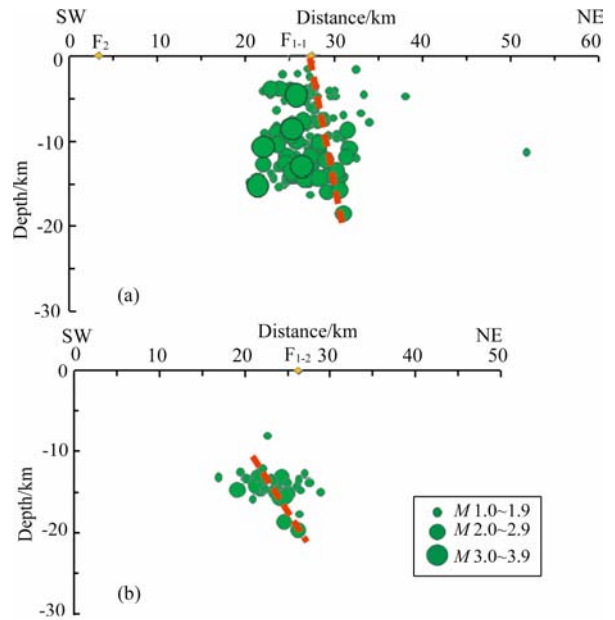 SW Distance/km NE
F2 F1-1
0 10 20 30 40 50 60
0
-10
-20
-30
Depth/km
(a)
SW Distance/km NE
F1-2
0 10 20 30 40 50
0
-10
-20
-30
Depth/km
(b)
M 1.0~1.9
M 2.0~2.9
M 3.0~3.9